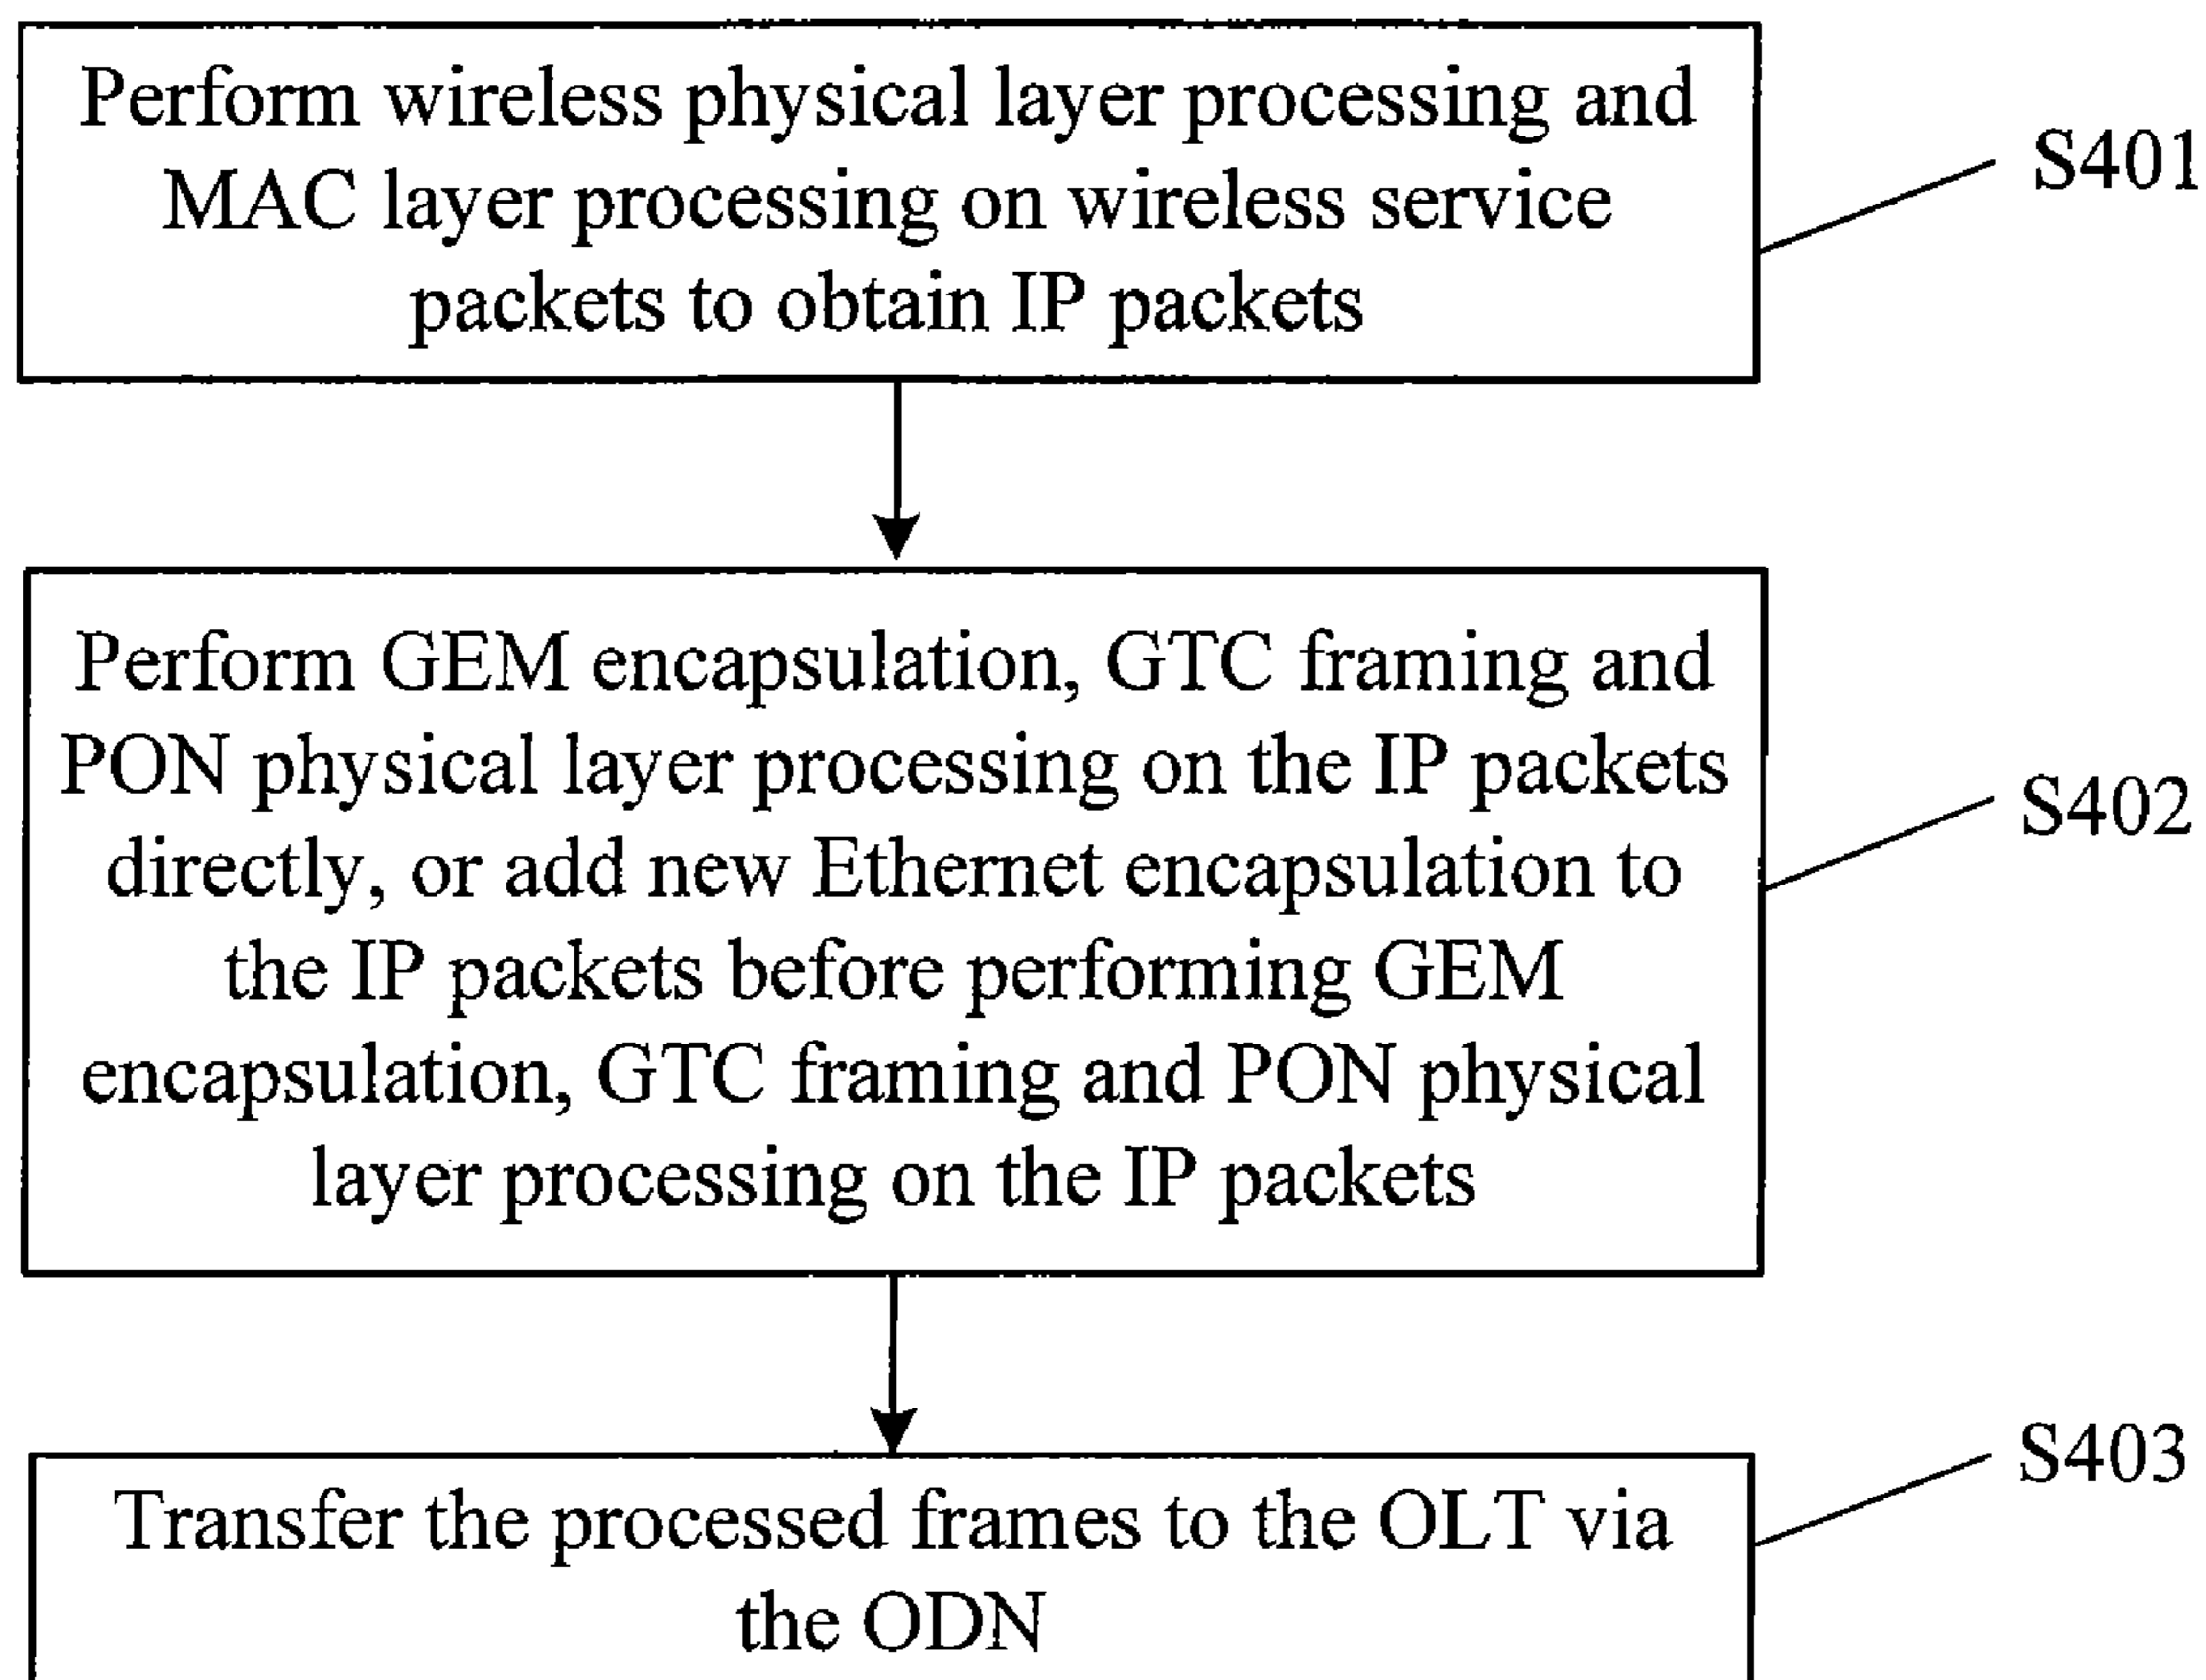 Perform wireless physical layer processing and
MAC layer processing on wireless service
packets to obtain IP packets
S401
Perform GEM encapsulation, GTC framing and
PON physical layer processing on the IP packets
directly, or add new Ethernet encapsulation to
the IP packets before performing GEM
encapsulation, GTC framing and PON physical
layer processing on the IP packets
S402
Transfer the processed frames to the OLT via
the ODN
S403